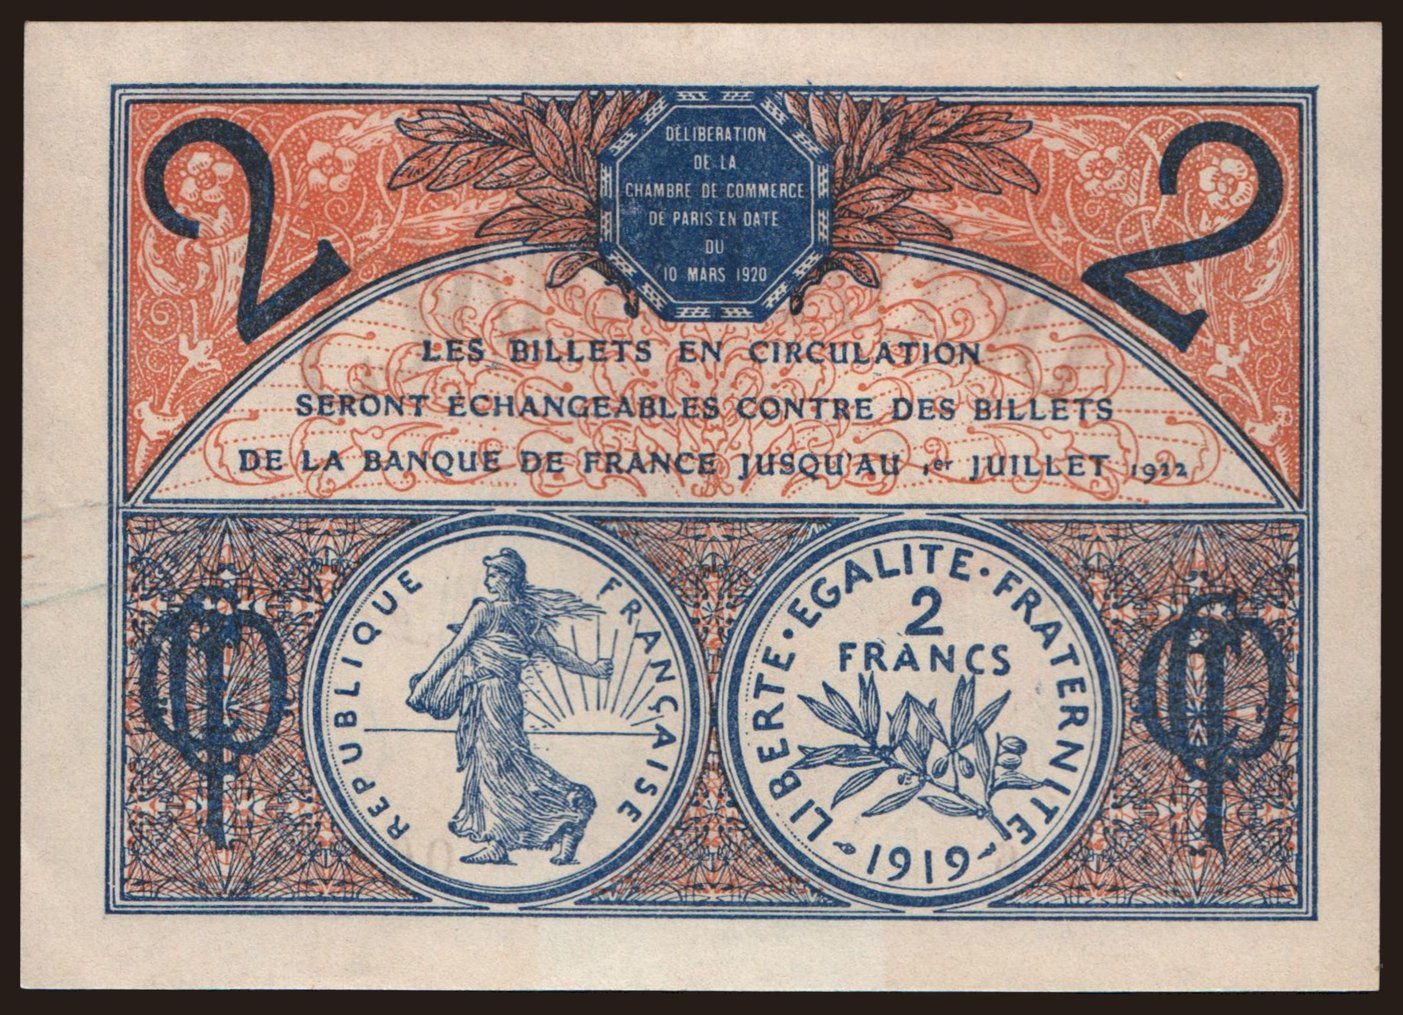 2
2
DÉLIBÉRATION
DE LA
CHAMBRE DE COMMERCE
DE PARIS EN DATE
DU
10 MARS 1920
LES BILLETS EN CIRCULATION
SERONT ÉCHANGEABLES CONTRE DES BILLETS
DE LA BANQUE DE FRANCE JUSQU'AU 1er JUILLET 1922
REPUBLIQUE FRANÇAISE
LIBERTE·EGALITE·FRATERNITE
2
FRANCS
1919